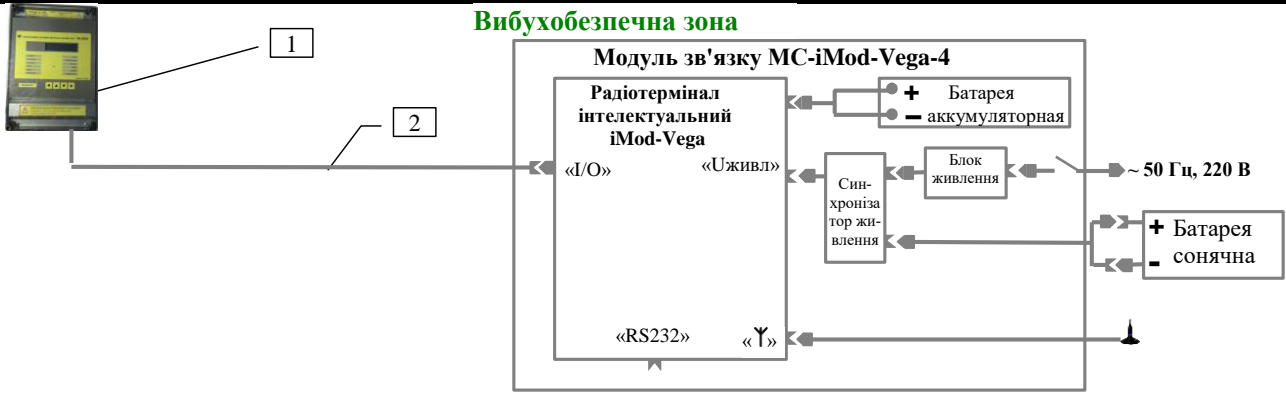 Вибухобезпечна зона
1
Модуль зв'язку МС-iMod-Vega-4
Радіотермінал
інтелектуальний
iMod-Vega
+ Батарея
– аккумуляторная
2
«I/O»
«Uживл»
Син-
хроніза
тор жи-
влення
Блок
живлення
~ 50 Гц, 220 В
+ Батарея
- сонячна
«RS232»
« »